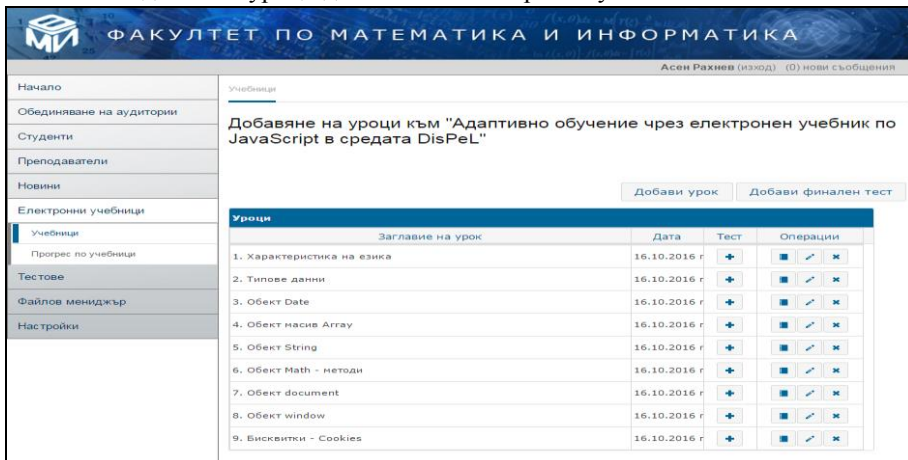 ФАКУЛТЕТ ПО МАТЕМАТИКА И ИНФОРМАТИКА
Асен Рахнев (изход) (0) нови съобщения
Начало
Обединяване на аудитории
Студенти
Преподаватели
Новини
Електронни учебници
Учебници
Прогрес по учебници
Тестове
Файлов мениджър
Настройки
Учебници
Добавяне на уроци към "Адаптивно обучение чрез електронен учебник по
JavaScript в средата DisPeL"
Добави урок Добави финален тест
Уроци
Заглавие на урок Дата Тест Операции
1. Характеристика на езика 16.10.2016 г
2. Типове данни 16.10.2016 г
3. Обект Date 16.10.2016 г
4. Обект масив Array 16.10.2016 г
5. Обект String 16.10.2016 г
6. Обект Math - методи 16.10.2016 г
7. Обект document 16.10.2016 г
8. Обект window 16.10.2016 г
9. Бисквитки - Cookies 16.10.2016 г